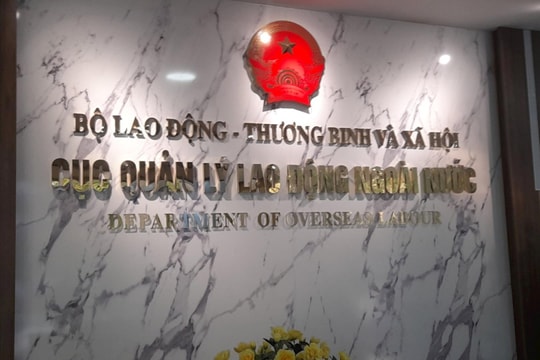 BỘ LAO ĐỘNG - THƯƠNG BINH VÀ XÃ HỘI
CỤC QUẢN LÝ LAO ĐỘNG NGOÀI NƯỚC
DEPARTMENT OF OVERSEAS LABOUR